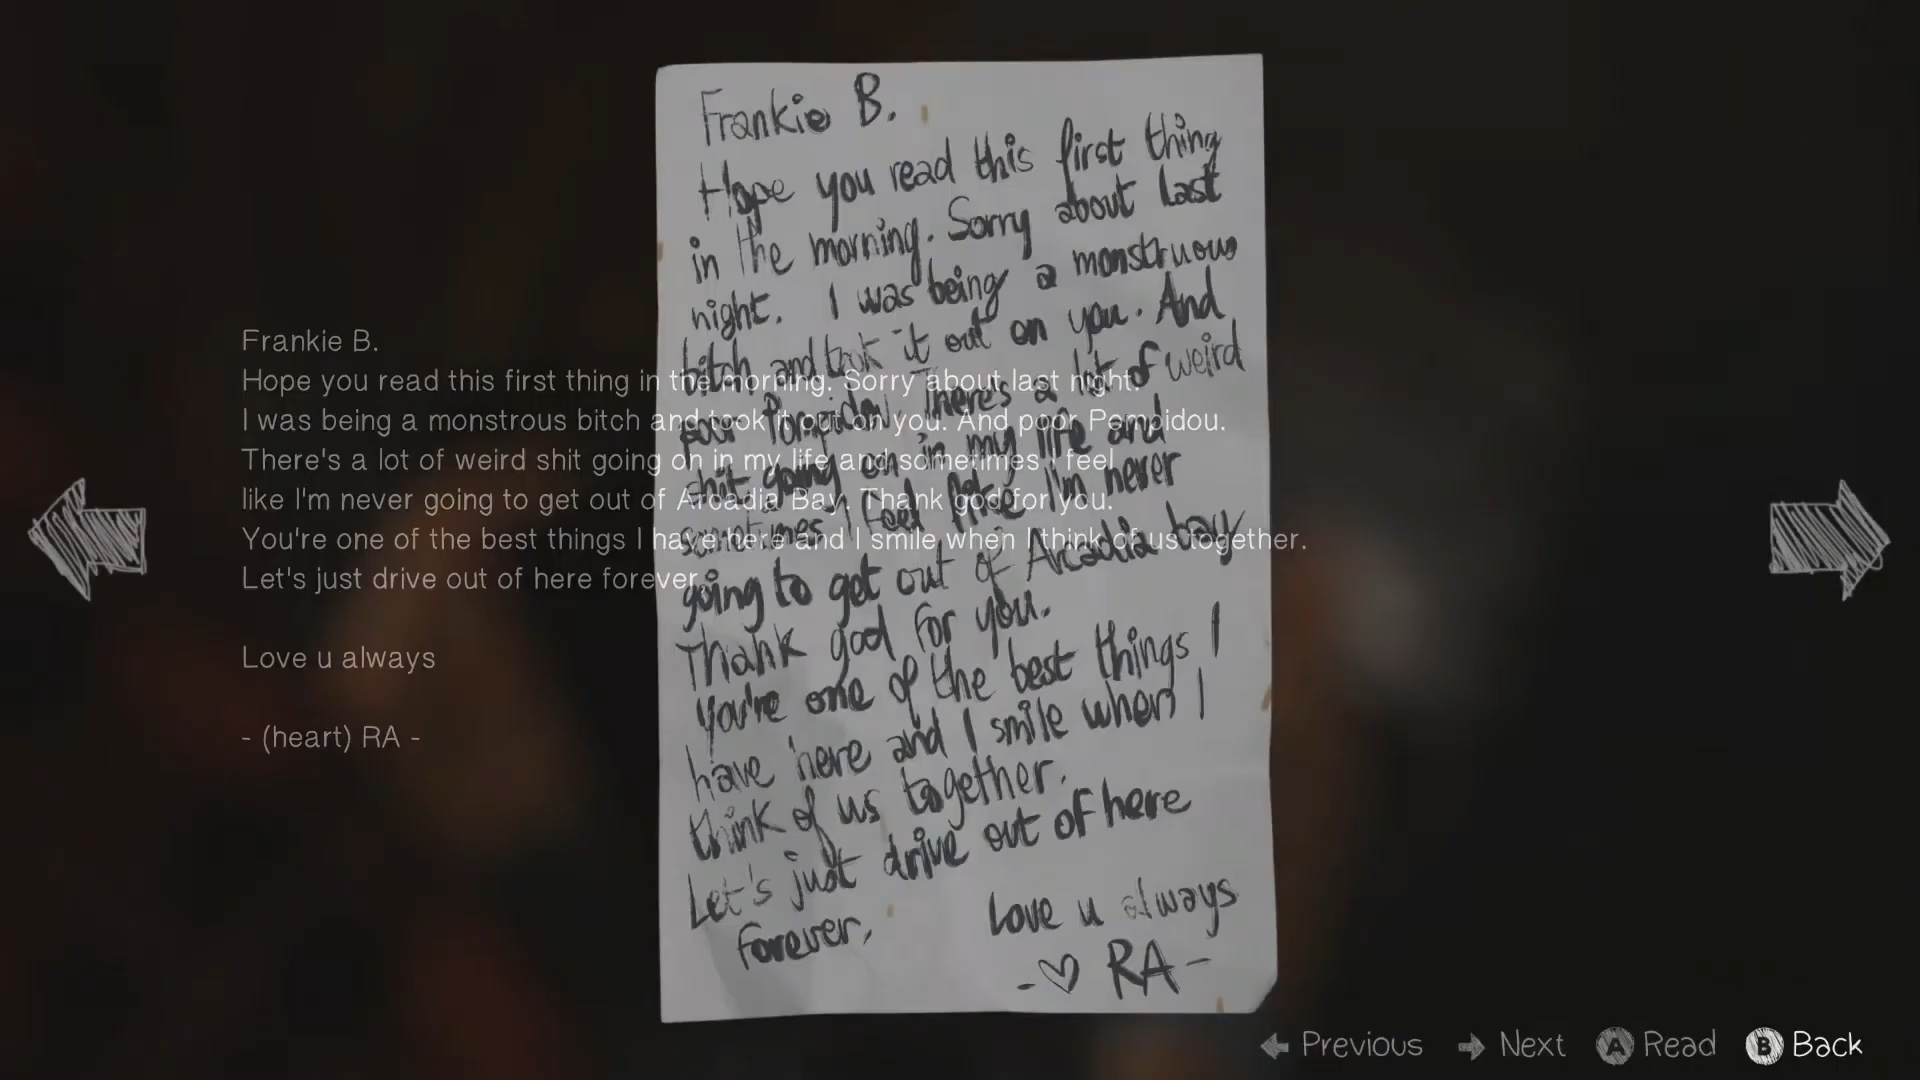 Frankie B.
Hope you read this first thing
in the morning. Sorry about last
night. I was being a monstruous
bitch and took it out on you. And
poor Pompidou. There's a lot of weird
shit going on in my life and
sometimes I feel like I'm never
going to get out of Arcadia bay
Thank god for you.
You're one of the best things I
have here and I smile when I
think of us together.
Let's just drive out of here
forever.
Love u always
- ♡ RA -
Frankie B.
Hope you read this first thing in the morning. Sorry about last night.
I was being a monstrous bitch and took it out on you. And poor Pompidou.
There's a lot of weird shit going on in my life and sometimes I feel
like I'm never going to get out of Arcadia Bay. Thank god for you.
You're one of the best things I have here and I smile when I think of us together.
Let's just drive out of here forever.
Love u always
- (heart) RA -
Previous Next A Read B Back